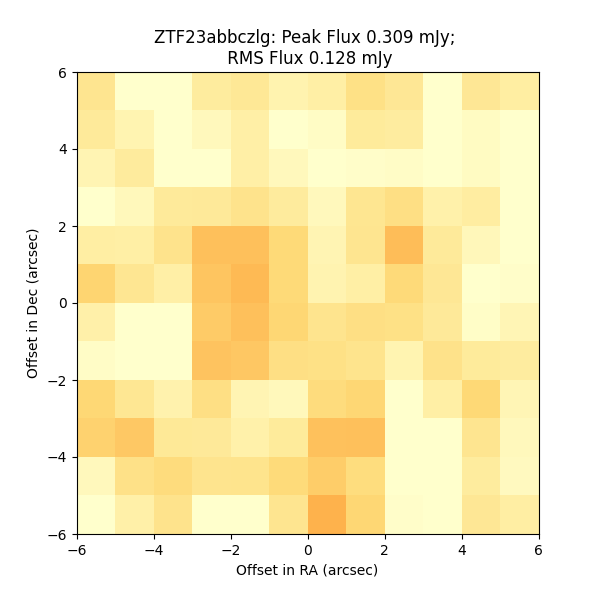 ZTF23abbczlg: Peak Flux 0.309 mJy;
RMS Flux 0.128 mJy
6
4
2
0
−2
−4
−6
Offset in Dec (arcsec)
−6 −4 −2 0 2 4 6
Offset in RA (arcsec)